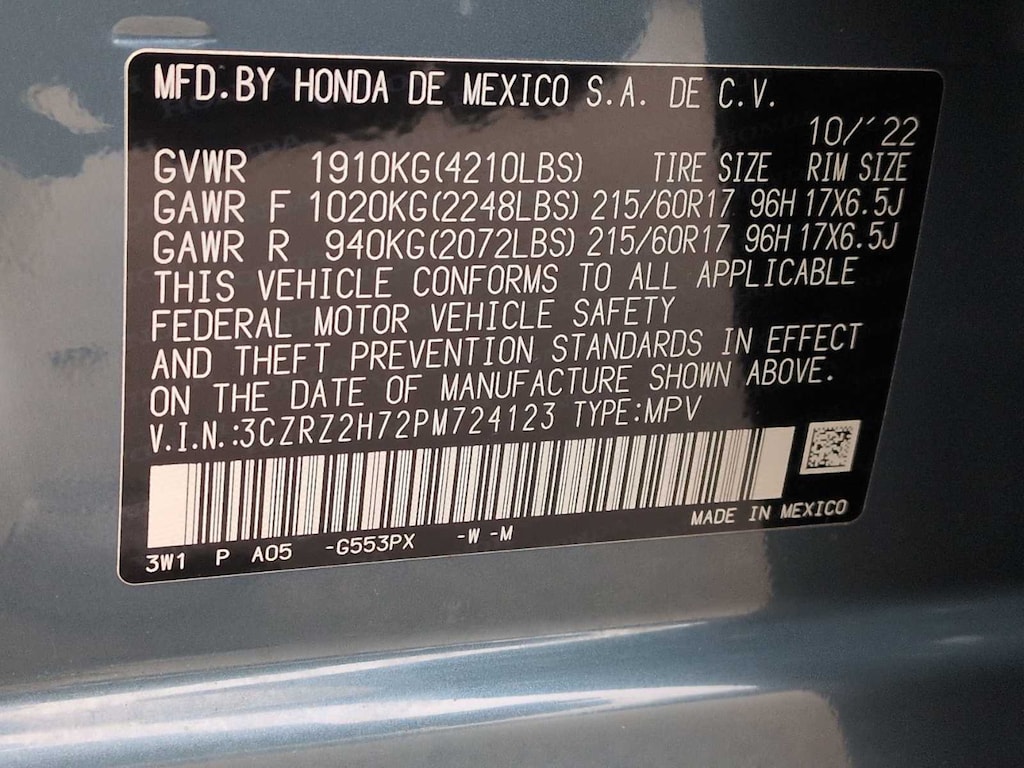 MFD.BY HONDA DE MEXICO S.A. DE C.V.
10/'22
GVWR 1910KG(4210LBS) TIRE SIZE RIM SIZE
GAWR F 1020KG(2248LBS) 215/60R17 96H 17X6.5J
GAWR R 940KG(2072LBS) 215/60R17 96H 17X6.5J
THIS VEHICLE CONFORMS TO ALL APPLICABLE
FEDERAL MOTOR VEHICLE SAFETY
AND THEFT PREVENTION STANDARDS IN EFFECT
ON THE DATE OF MANUFACTURE SHOWN ABOVE.
V.I.N.:3CZRZ2H72PM724123 TYPE:MPV
3W1 P A05 -G553PX -W -M MADE IN MEXICO